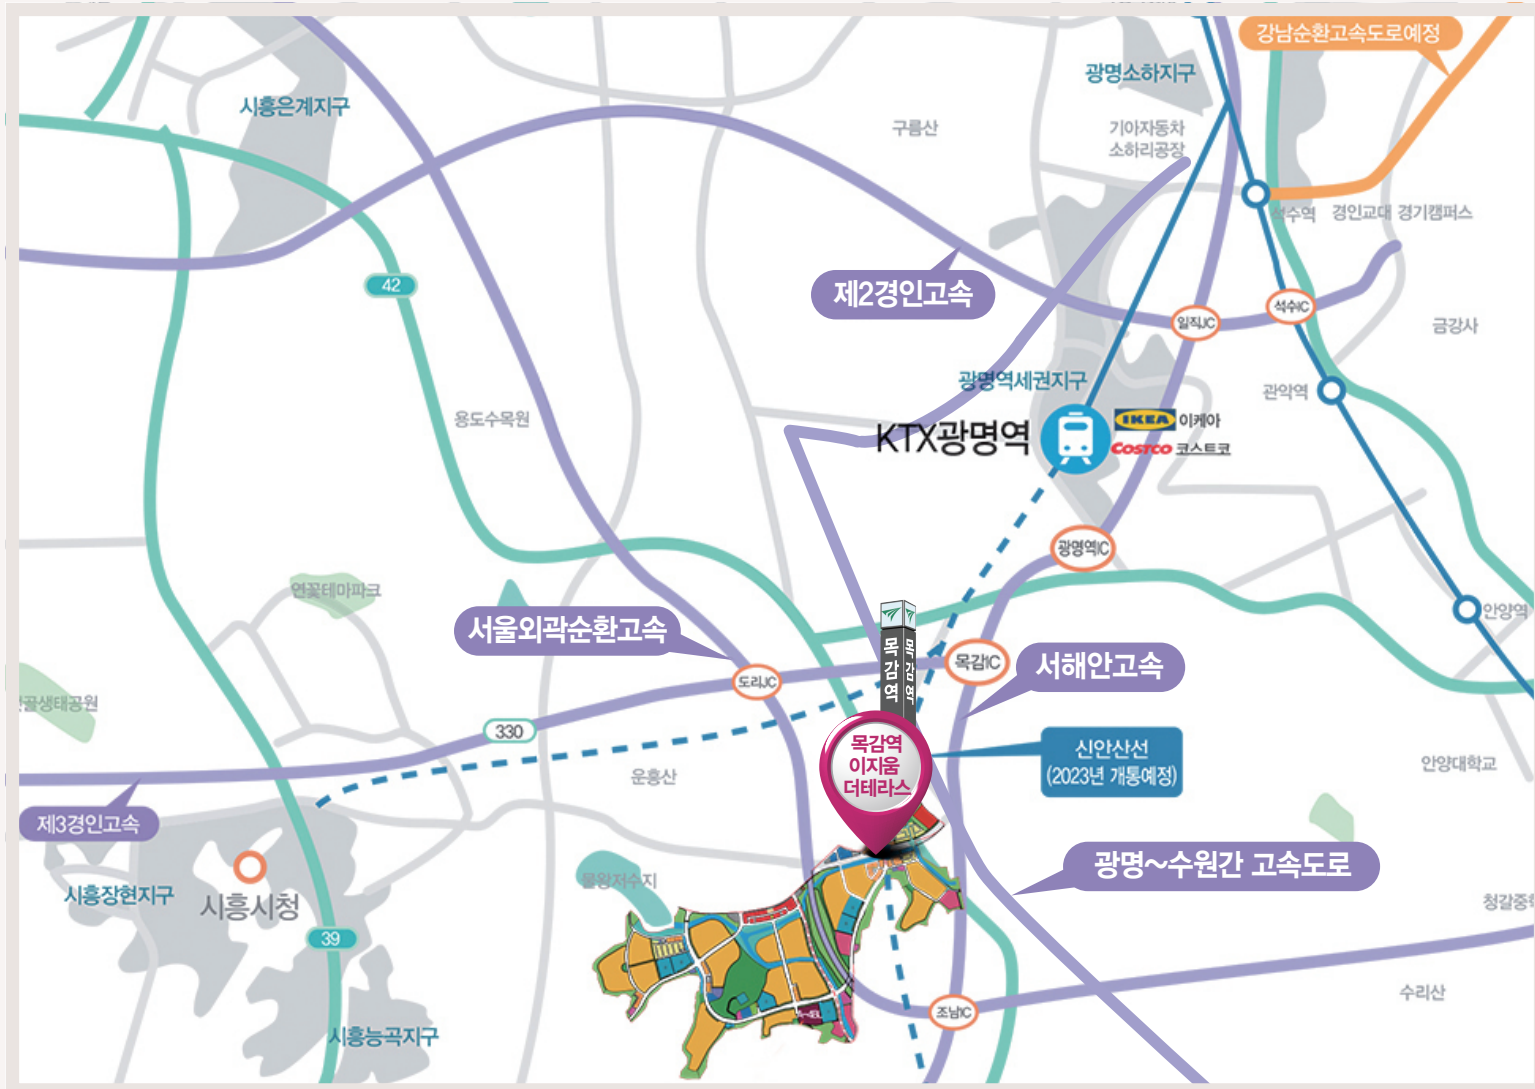 강남순환고속도로예정
광명소하지구
시흥은계지구
구름산
기아자동차
소하리공장
석수역
경인교대 경기캠퍼스
42
제2경인고속
일직JC
석수IC
금강사
광명역세권지구
관악역
용도수목원
KTX광명역
IKEA 이케아
COSTCO 코스트코
광명역IC
연꽃테마파크
안양역
서울외곽순환고속
목감역
목감역
목감IC
서해안고속
도리JC
골생태공원
330
목감역
이지움
더테라스
신안산선
(2023년 개통예정)
운흥산
안양대학교
제3경인고속
광명~수원간 고속도로
물왕저수지
시흥장현지구
시흥시청
청갈중
39
수리산
조남IC
시흥능곡지구